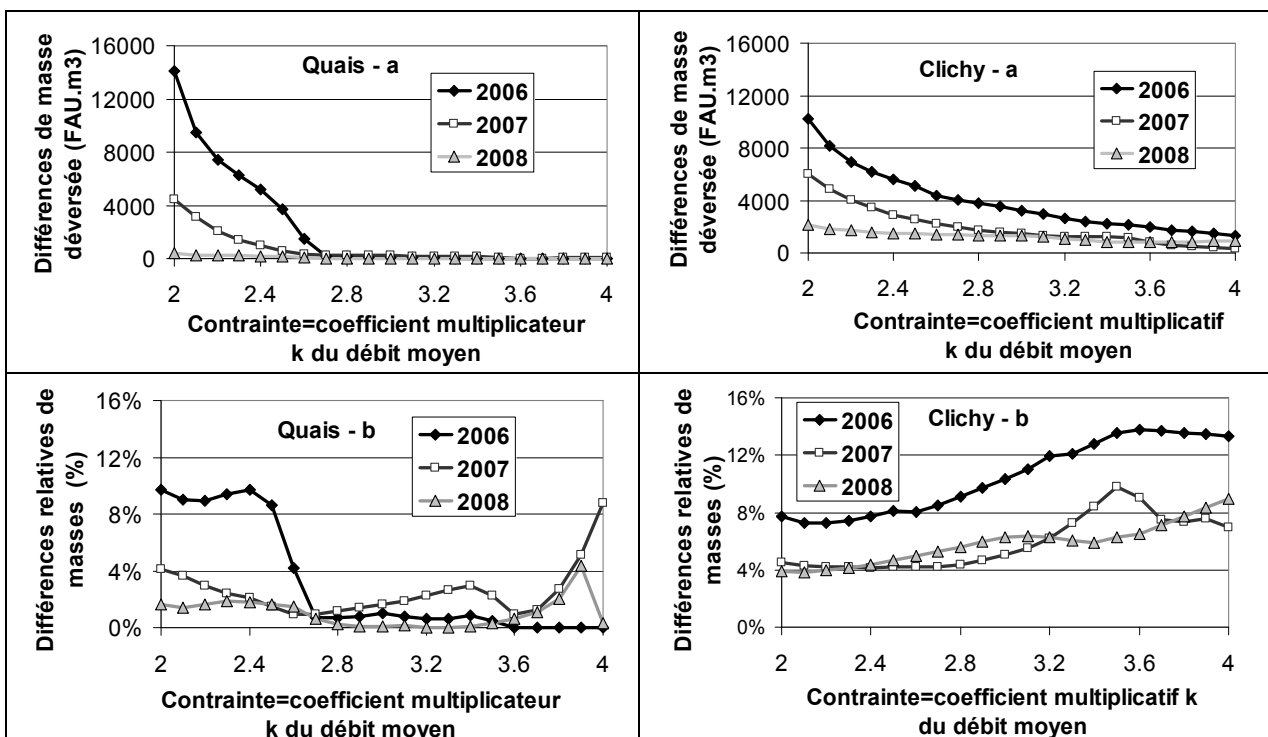 Différences de masse
déversée (FAU.m3)
16000
12000
8000
4000
0
Quais - a
2006
2007
2008
2
2.4
2.8
3.2
3.6
4
Contrainte=coefficient multiplicateur
k du débit moyen
Différences de masse
déversée (FAU.m3)
16000
12000
8000
4000
0
Clichy - a
2006
2007
2008
2
2.4
2.8
3.2
3.6
4
Contrainte=coefficient multiplicatif
k du débit moyen
Différences relatives de
masses (%)
16%
12%
8%
4%
0%
Quais - b
2006
2007
2008
2
2.4
2.8
3.2
3.6
4
Contrainte=coefficient multiplicateur
k du débit moyen
Différences relatives de
masses (%)
16%
12%
8%
4%
0%
2006
2007
2008
Clichy - b
2
2.4
2.8
3.2
3.6
4
Contrainte=coefficient multiplicatif k
du débit moyen